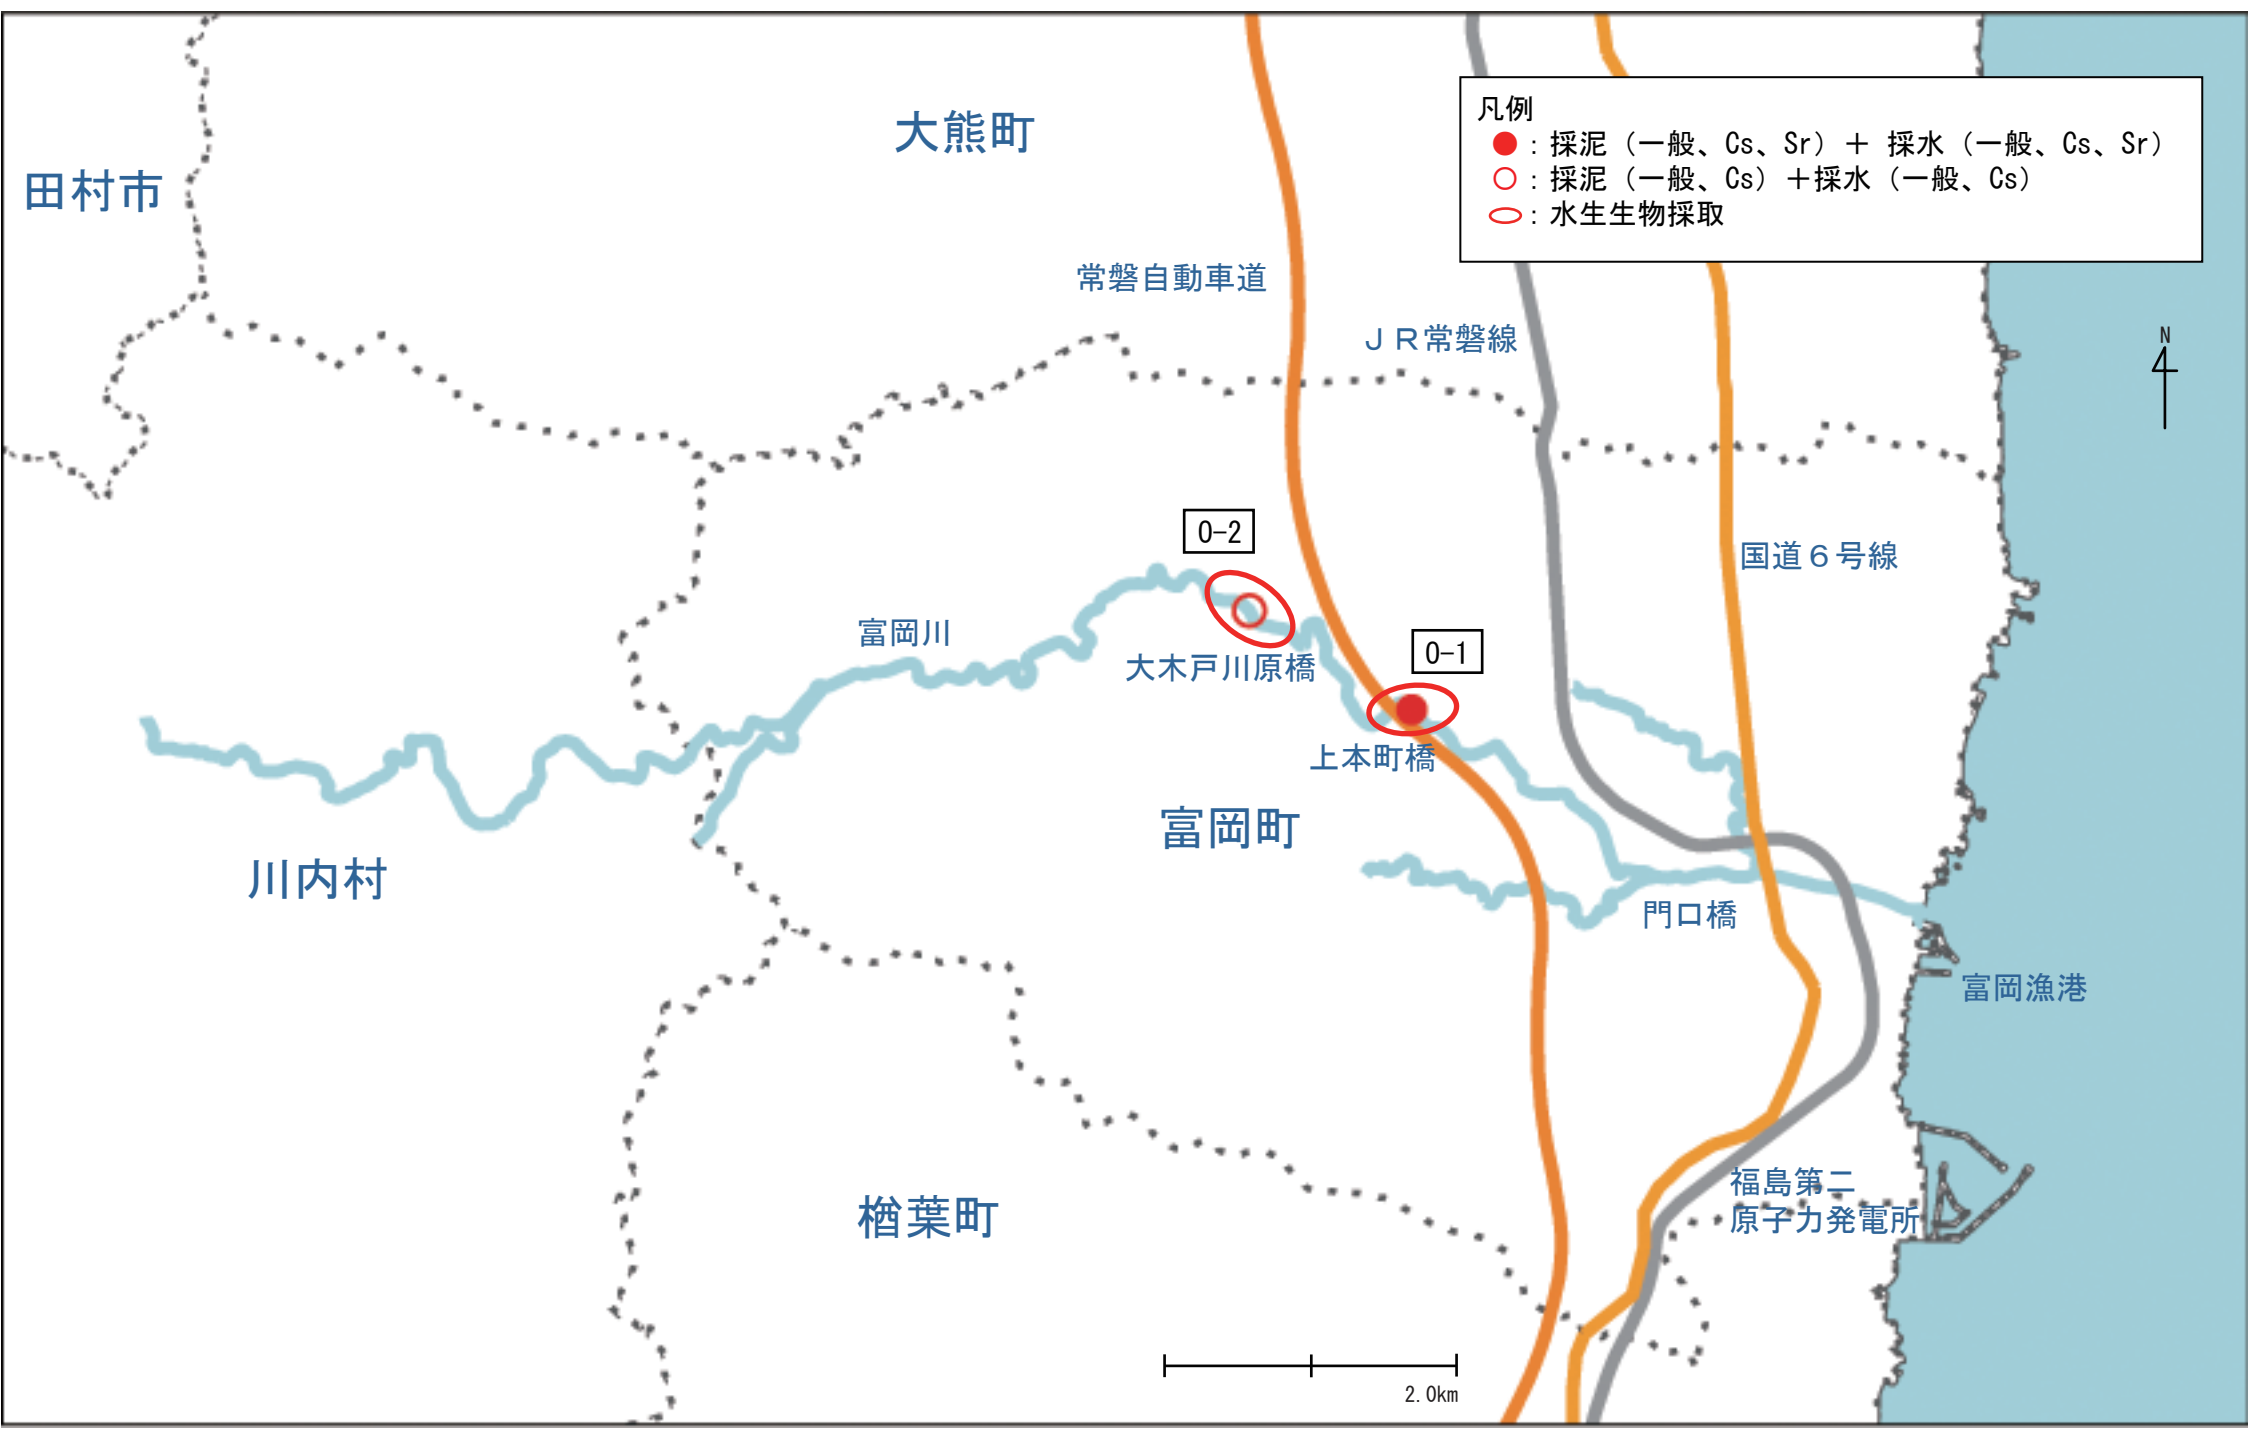 凡例
●：採泥（一般、Cs、Sr）＋ 採水（一般、Cs、Sr）
○：採泥（一般、Cs）＋採水（一般、Cs）
：水生生物採取
大熊町
田村市
常磐自動車道
ＪＲ常磐線
N
0-2
国道６号線
富岡川
0-1
大木戸川原橋
上本町橋
富岡町
川内村
門口橋
富岡漁港
福島第二
原子力発電所
楢葉町
2.0km